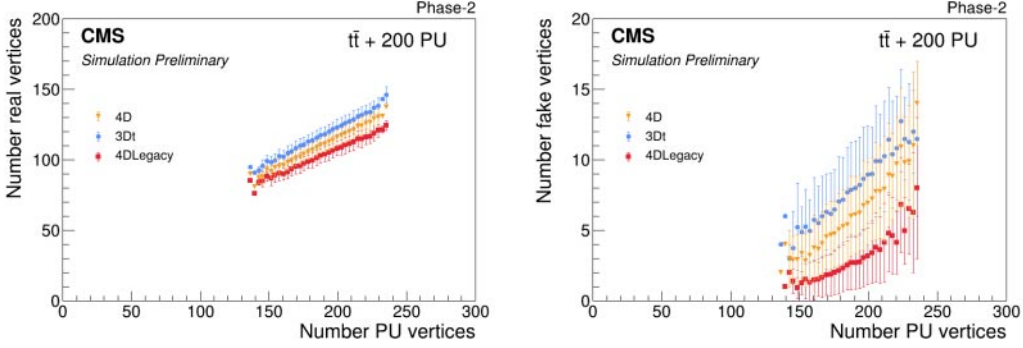 Phase-2
CMS
tt̄ + 200 PU
Simulation Preliminary
4D
3Dt
4DLegacy
Number real vertices
200
150
100
50
0
0 50 100 150 200 250 300
Number PU vertices
Phase-2
CMS
tt̄ + 200 PU
Simulation Preliminary
4D
3Dt
4DLegacy
Number fake vertices
20
15
10
5
0
0 50 100 150 200 250 300
Number PU vertices